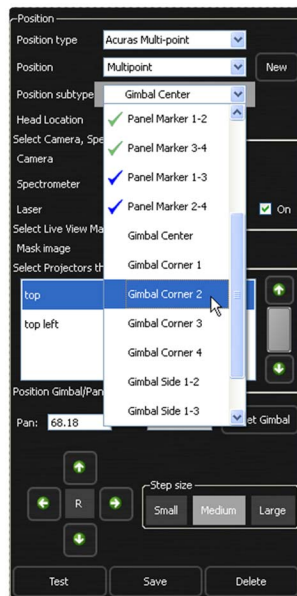 Position
Position type Acuras Multi-point
Position Multipoint New
Position subtype Gimbal Center
Head Location Panel Marker 1-2
Select Camera, Spe
Panel Marker 3-4
Camera
Spectrometer Panel Marker 1-3
Laser Panel Marker 2-4 On
Select Live View Ma
Mask image Gimbal Center
Select Projectors th Gimbal Corner 1
top Gimbal Corner 2
top left Gimbal Corner 3
Gimbal Corner 4
Position Gimbal/Pan
Gimbal Side 1-2
Pan: 68.18 Gimbal Side 1-3 et Gimbal
Step size
R Small Medium Large
Test Save Delete